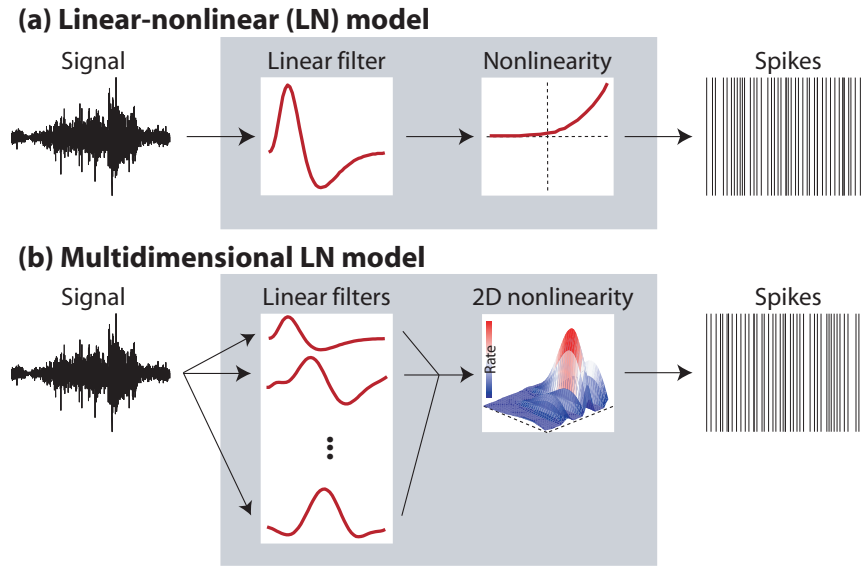 (a) Linear-nonlinear (LN) model
Signal
Linear filter
Nonlinearity
Spikes
(b) Multidimensional LN model
Signal
Linear filters
2D nonlinearity
Spikes
Rate